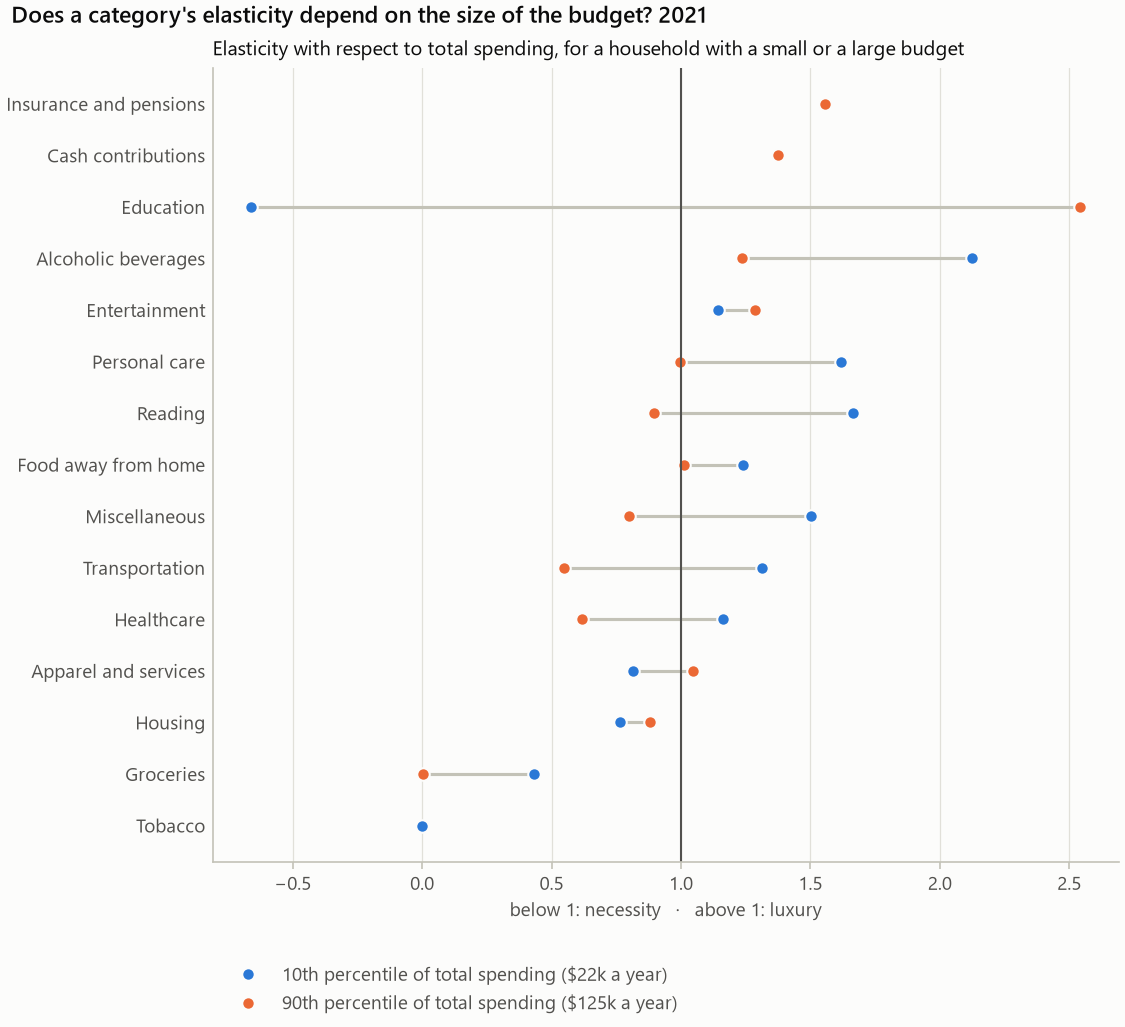 Does a category's elasticity depend on the size of the budget? 2021
Elasticity with respect to total spending, for a household with a small or a large budget
Insurance and pensions
Cash contributions
Education
Alcoholic beverages
Entertainment
Personal care
Reading
Food away from home
Miscellaneous
Transportation
Healthcare
Apparel and services
Housing
Groceries
Tobacco
−0.5 0.0 0.5 1.0 1.5 2.0 2.5
below 1: necessity · above 1: luxury
10th percentile of total spending ($22k a year)
90th percentile of total spending ($125k a year)